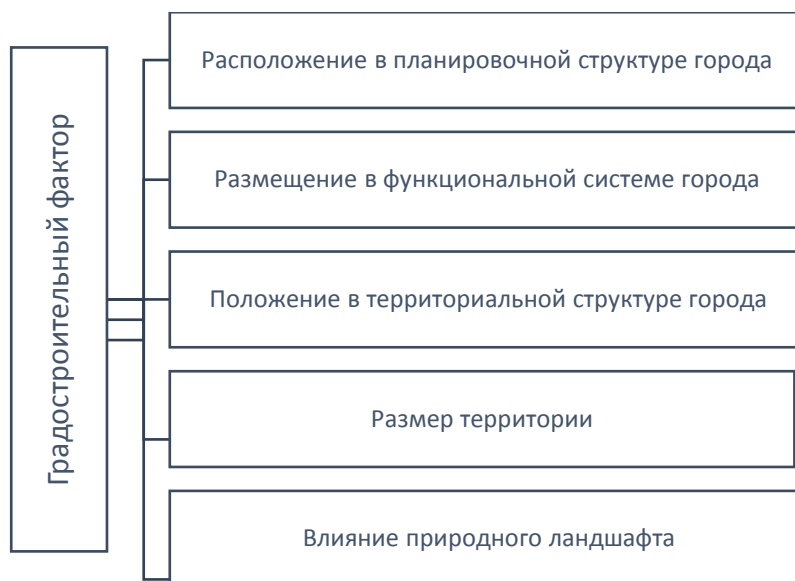 Градостроительный фактор
Расположение в планировочной структуре города
Размещение в функциональной системе города
Положение в территориальной структуре города
Размер территории
Влияние природного ландшафта